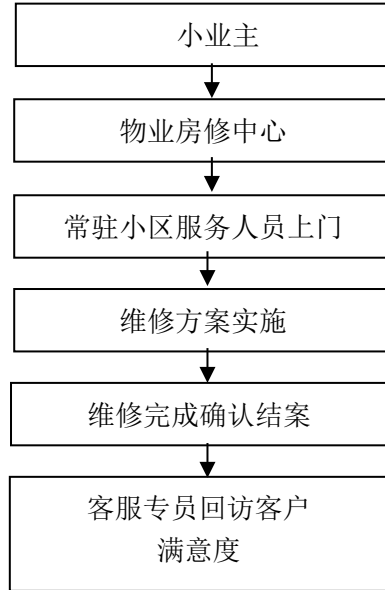 小业主
物业房修中心
常驻小区服务人员上门
维修方案实施
维修完成确认结案
客服专员回访客户
满意度